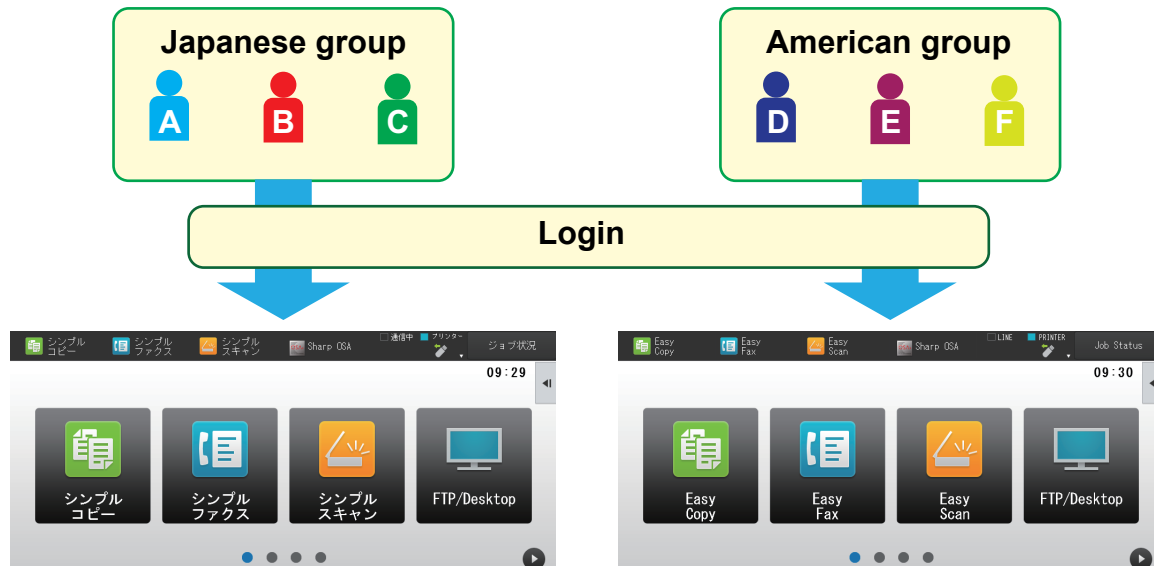 Japanese group
A B C
American group
D E F
Login
シンプル
コピー
シンプル
ファクス
シンプル
スキャン
Sharp OSA
通信中
プリンター
ジョブ状況
09:29
シンプル
コピー
シンプル
ファクス
シンプル
スキャン
FTP/Desktop
Easy
Copy
Easy
Fax
Easy
Scan
Sharp OSA
LINE
PRINTER
Job Status
09:30
Easy
Copy
Easy
Fax
Easy
Scan
FTP/Desktop